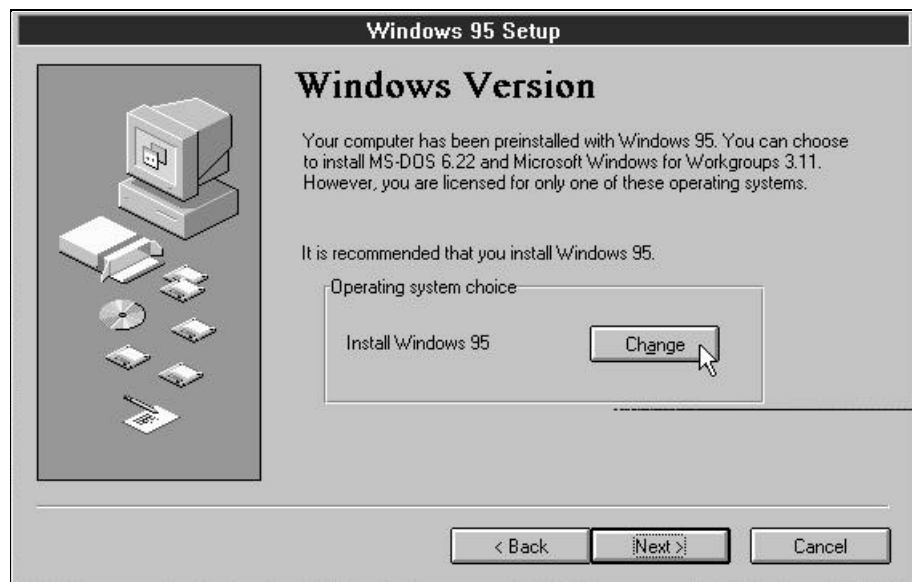 Windows 95 Setup
Windows Version
Your computer has been preinstalled with Windows 95. You can choose
to install MS-DOS 6.22 and Microsoft Windows for Workgroups 3.11.
However, you are licensed for only one of these operating systems.
It is recommended that you install Windows 95.
Operating system choice
Install Windows 95
Change
< Back
Next >
Cancel